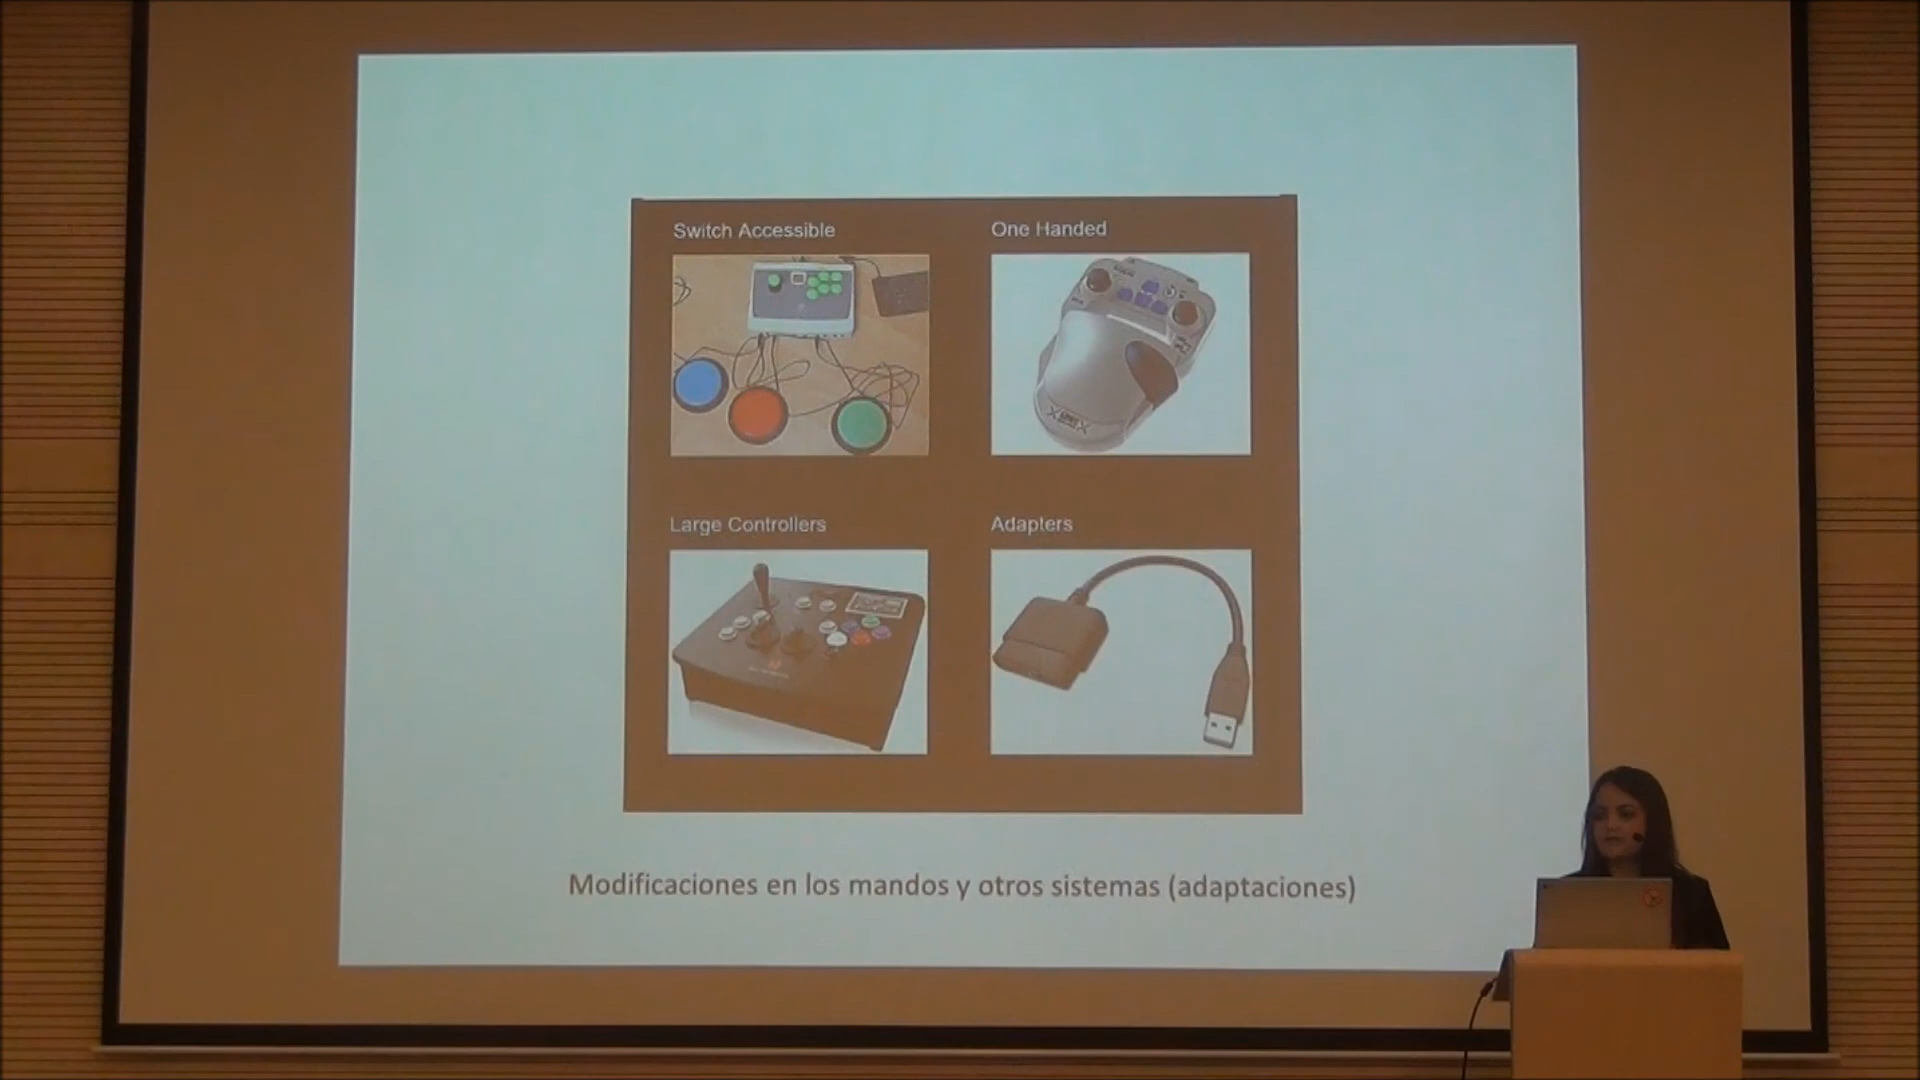 Switch Accessible
One Handed
Large Controllers
Adapters
Modificaciones en los mandos y otros sistemas (adaptaciones)